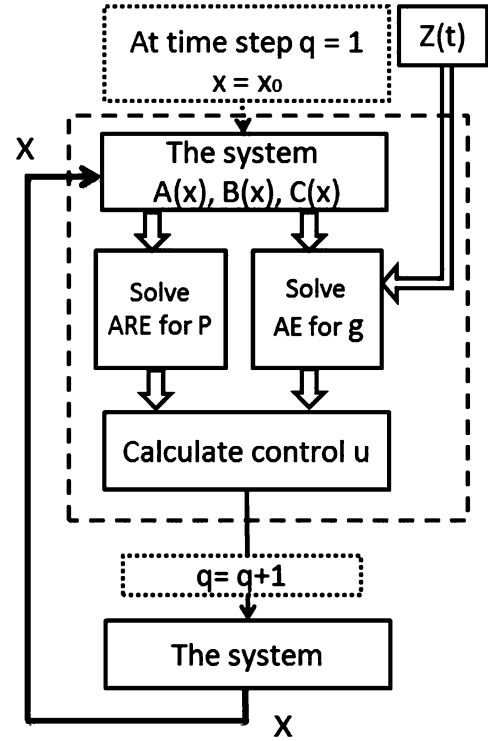 At time step q = 1
x = x₀
Z(t)
X
The system
A(x), B(x), C(x)
Solve
ARE for P
Solve
AE for g
Calculate control u
q= q+1
The system
X